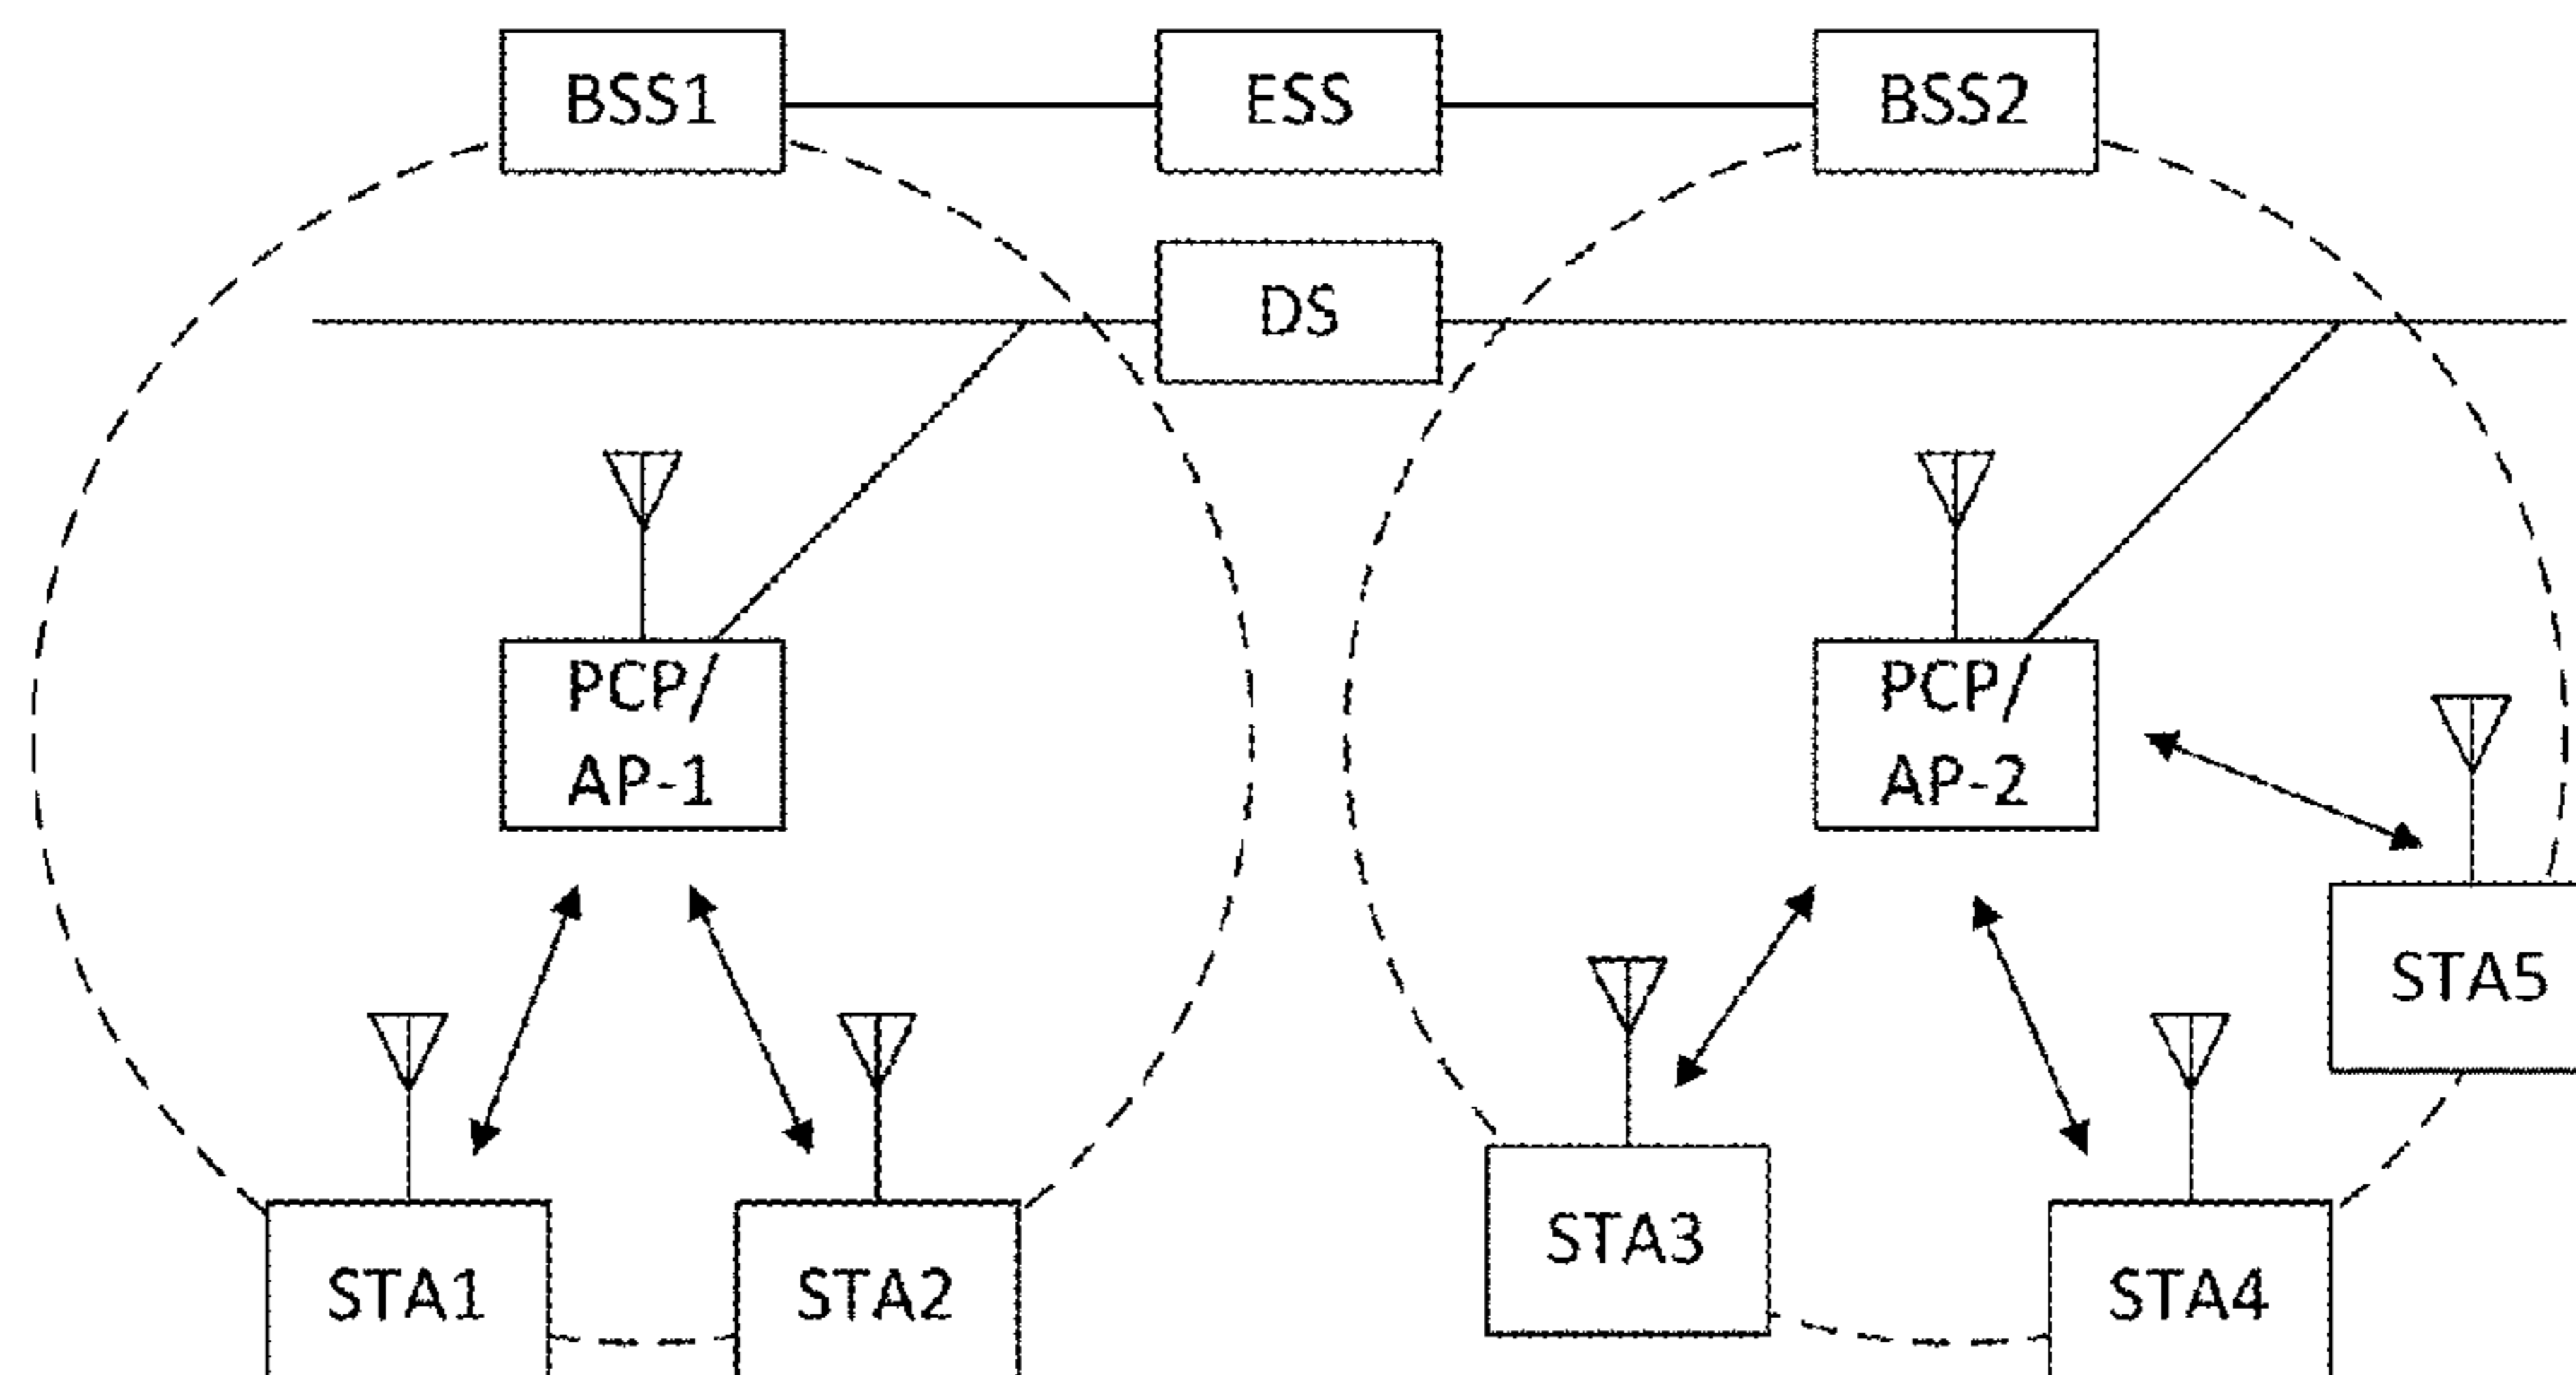 BSS1
ESS
BSS2
DS
PCP/
AP-1
PCP/
AP-2
STA5
STA3
STA1
STA2
STA4